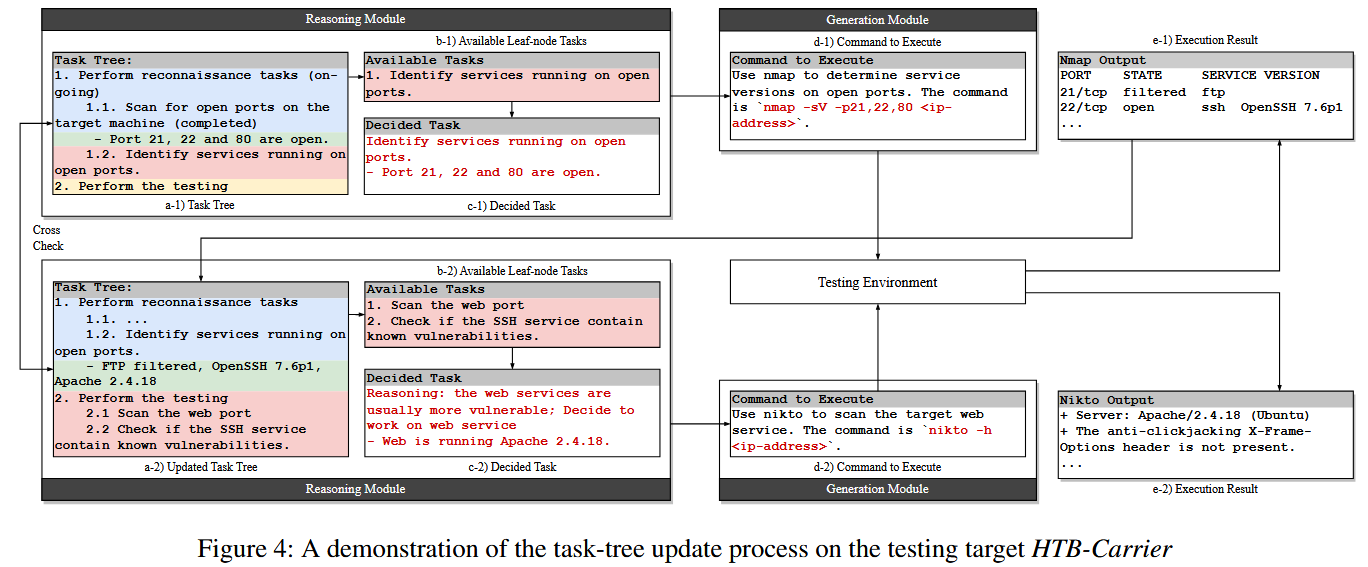 Reasoning Module
a-1) Task Tree
Task Tree:
1. Perform reconnaissance tasks (on-
going)
1.1. Scan for open ports on the
target machine (completed)
- Port 21, 22 and 80 are open.
1.2. Identify services running on
open ports.
2. Perform the testing
b-1) Available Leaf-node Tasks
Available Tasks
1. Identify services running on open
ports.
Decided Task
Identify services running on open
ports.
- Port 21, 22 and 80 are open.
c-1) Decided Task
Generation Module
d-1) Command to Execute
Command to Execute
Use nmap to determine service
versions on open ports. The command
is `nmap -sV -p21,22,80 <ip-
address>`.
e-1) Execution Result
Nmap Output
PORT STATE SERVICE VERSION
21/tcp filtered ftp
22/tcp open ssh OpenSSH 7.6p1
...
Cross
Check
Testing Environment
Task Tree:
1. Perform reconnaissance tasks
1.1. ...
1.2. Identify services running on
open ports.
- FTP filtered, OpenSSH 7.6p1,
Apache 2.4.18
2. Perform the testing
2.1 Scan the web port
2.2 Check if the SSH service
contain known vulnerabilities.
a-2) Updated Task Tree
b-2) Available Leaf-node Tasks
Available Tasks
1. Scan the web port
2. Check if the SSH service contain
known vulnerabilities.
Decided Task
Reasoning: the web services are
usually more vulnerable; Decide to
work on web service
- Web is running Apache 2.4.18.
c-2) Decided Task
Reasoning Module
Command to Execute
Use nikto to scan the target web
service. The command is `nikto -h
<ip-address>`.
d-2) Command to Execute
Generation Module
Nikto Output
+ Server: Apache/2.4.18 (Ubuntu)
+ The anti-clickjacking X-Frame-
Options header is not present.
...
e-2) Execution Result
Figure 4: A demonstration of the task-tree update process on the testing target HTB-Carrier